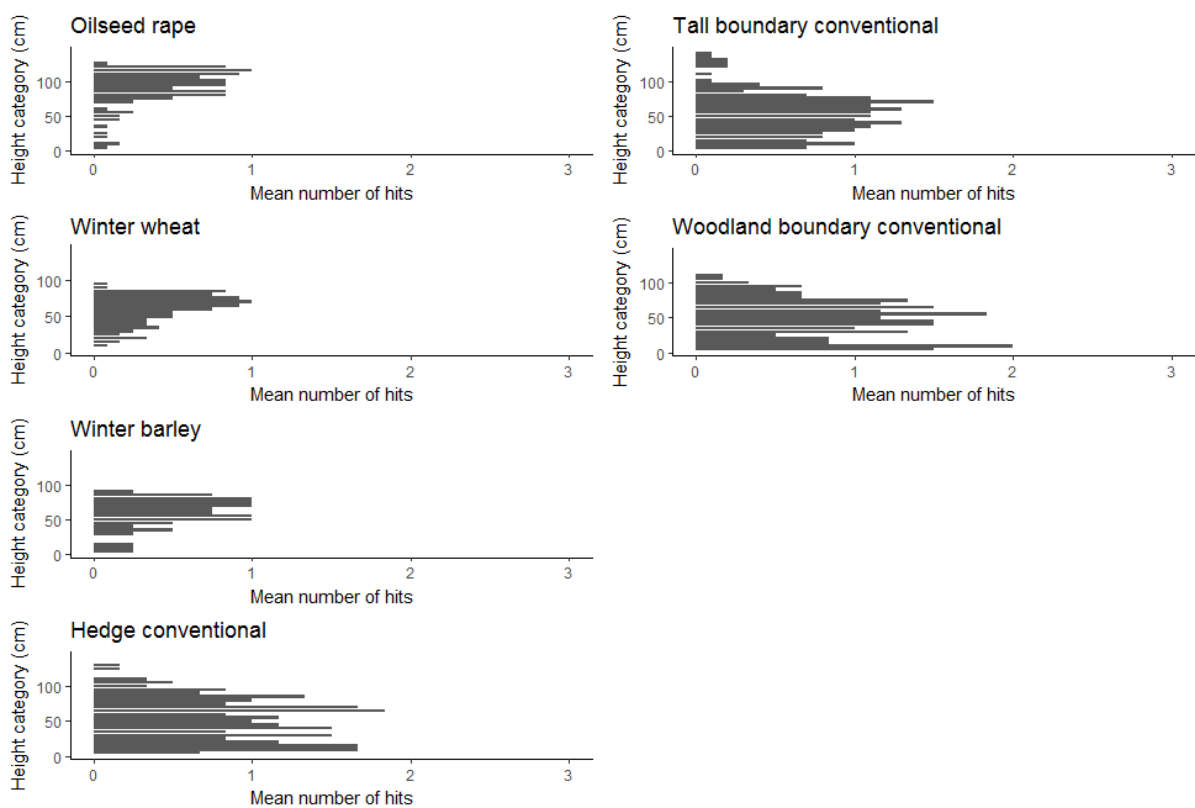 Oilseed rape
Height category (cm)
100
50
0
0 1 2 3
Mean number of hits
Tall boundary conventional
Height category (cm)
100
50
0
0 1 2 3
Mean number of hits
Winter wheat
Height category (cm)
100
50
0
0 1 2 3
Mean number of hits
Woodland boundary conventional
Height category (cm)
100
50
0
0 1 2 3
Mean number of hits
Winter barley
Height category (cm)
100
50
0
0 1 2 3
Mean number of hits
Hedge conventional
Height category (cm)
100
50
0
0 1 2 3
Mean number of hits